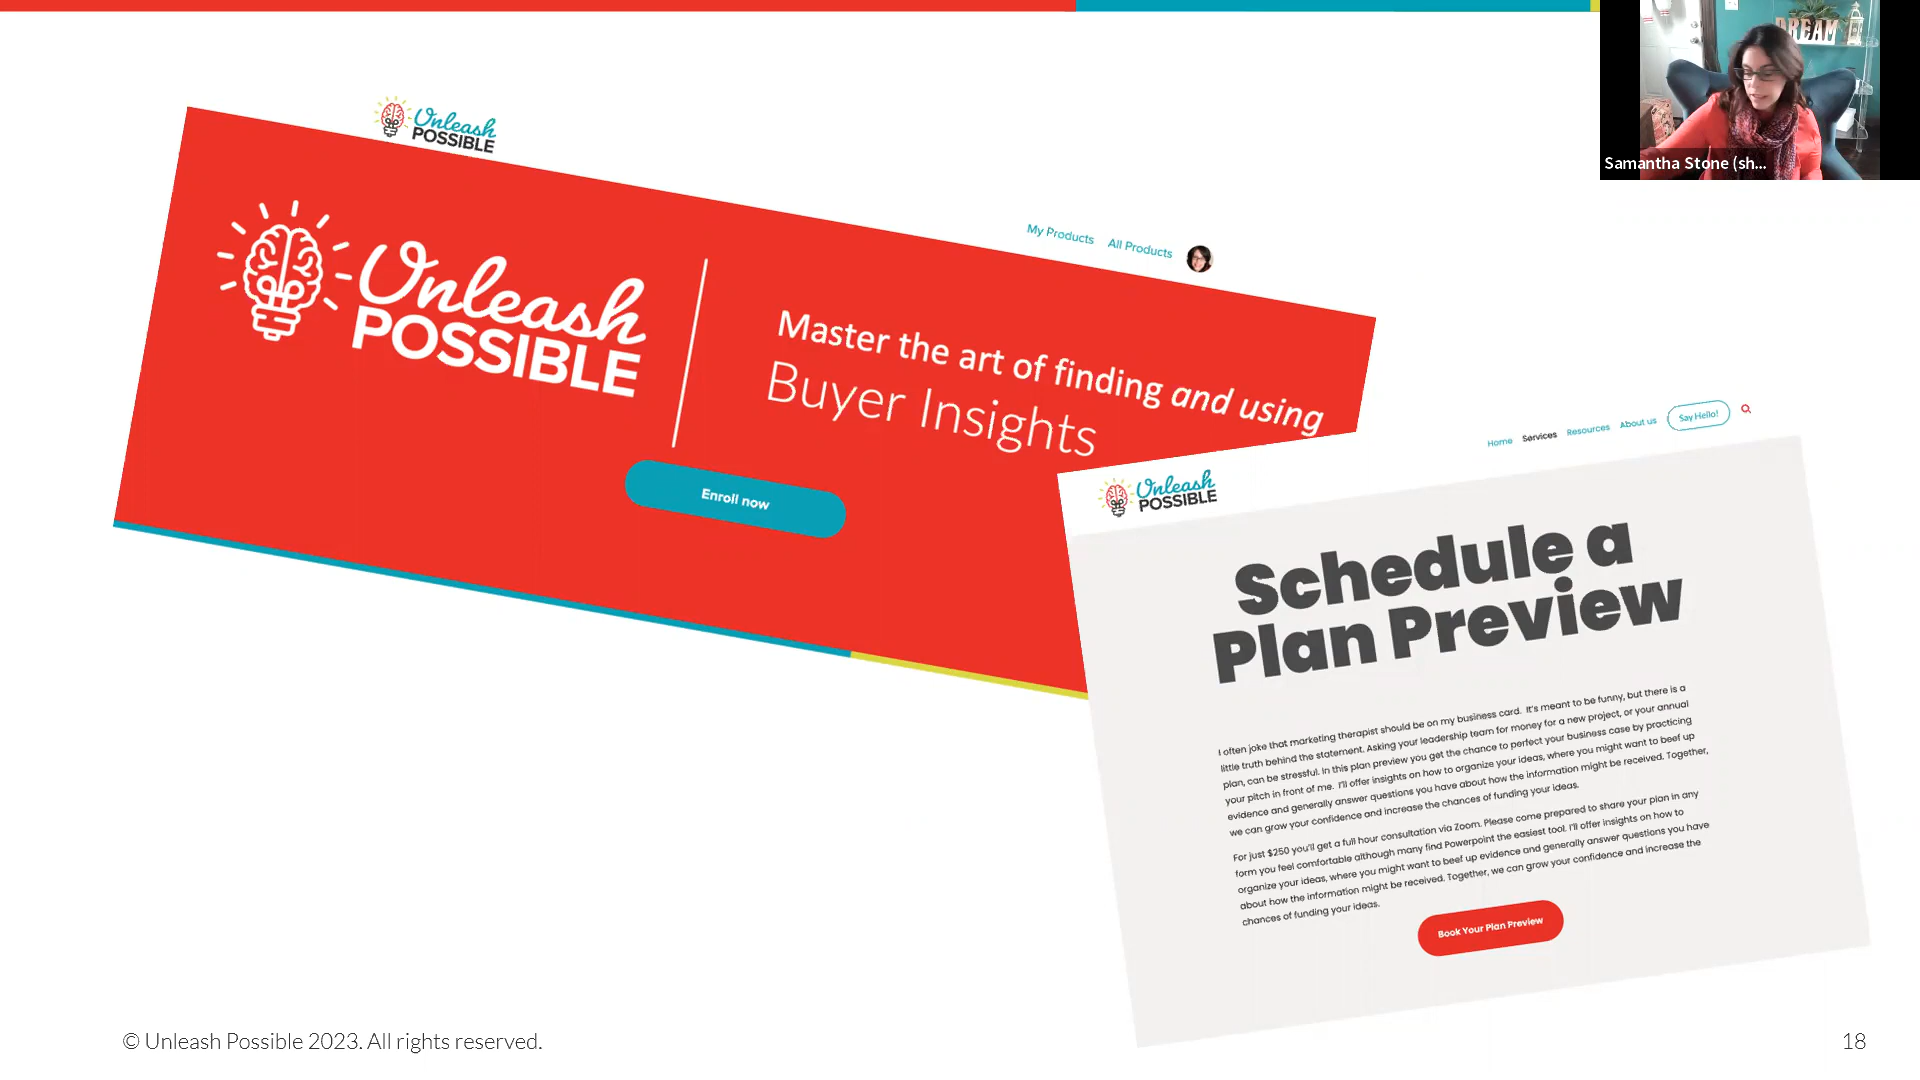 DREAM
Samantha Stone (sh...
Unleash
POSSIBLE
My Products All Products
Unleash
POSSIBLE
Master the art of finding and using
Buyer Insights
Enroll now
Home Services Resources About us Say Hello!
Unleash
POSSIBLE
Schedule a
Plan Preview
I often joke that marketing therapist should be on my business card. It's meant to be funny, but there is a
little truth behind the statement. Asking your leadership team for money for a new project, or your annual
plan, can be stressful. In this plan preview you get the chance to perfect your business case by practicing
your pitch in front of me. I'll offer insights on how to organize your ideas, where you might want to beef up
evidence and generally answer questions you have about how the information might be received. Together,
we can grow your confidence and increase the chances of funding your ideas.
For just $250 you'll get a full hour consultation via Zoom. Please come prepared to share your plan in any
form you feel comfortable although many find Powerpoint the easiest tool. I'll offer insights on how to
organize your ideas, where you might want to beef up evidence and generally answer questions you have
about how the information might be received. Together, we can grow your confidence and increase the
chances of funding your ideas.
Book Your Plan Preview
© Unleash Possible 2023. All rights reserved.
18